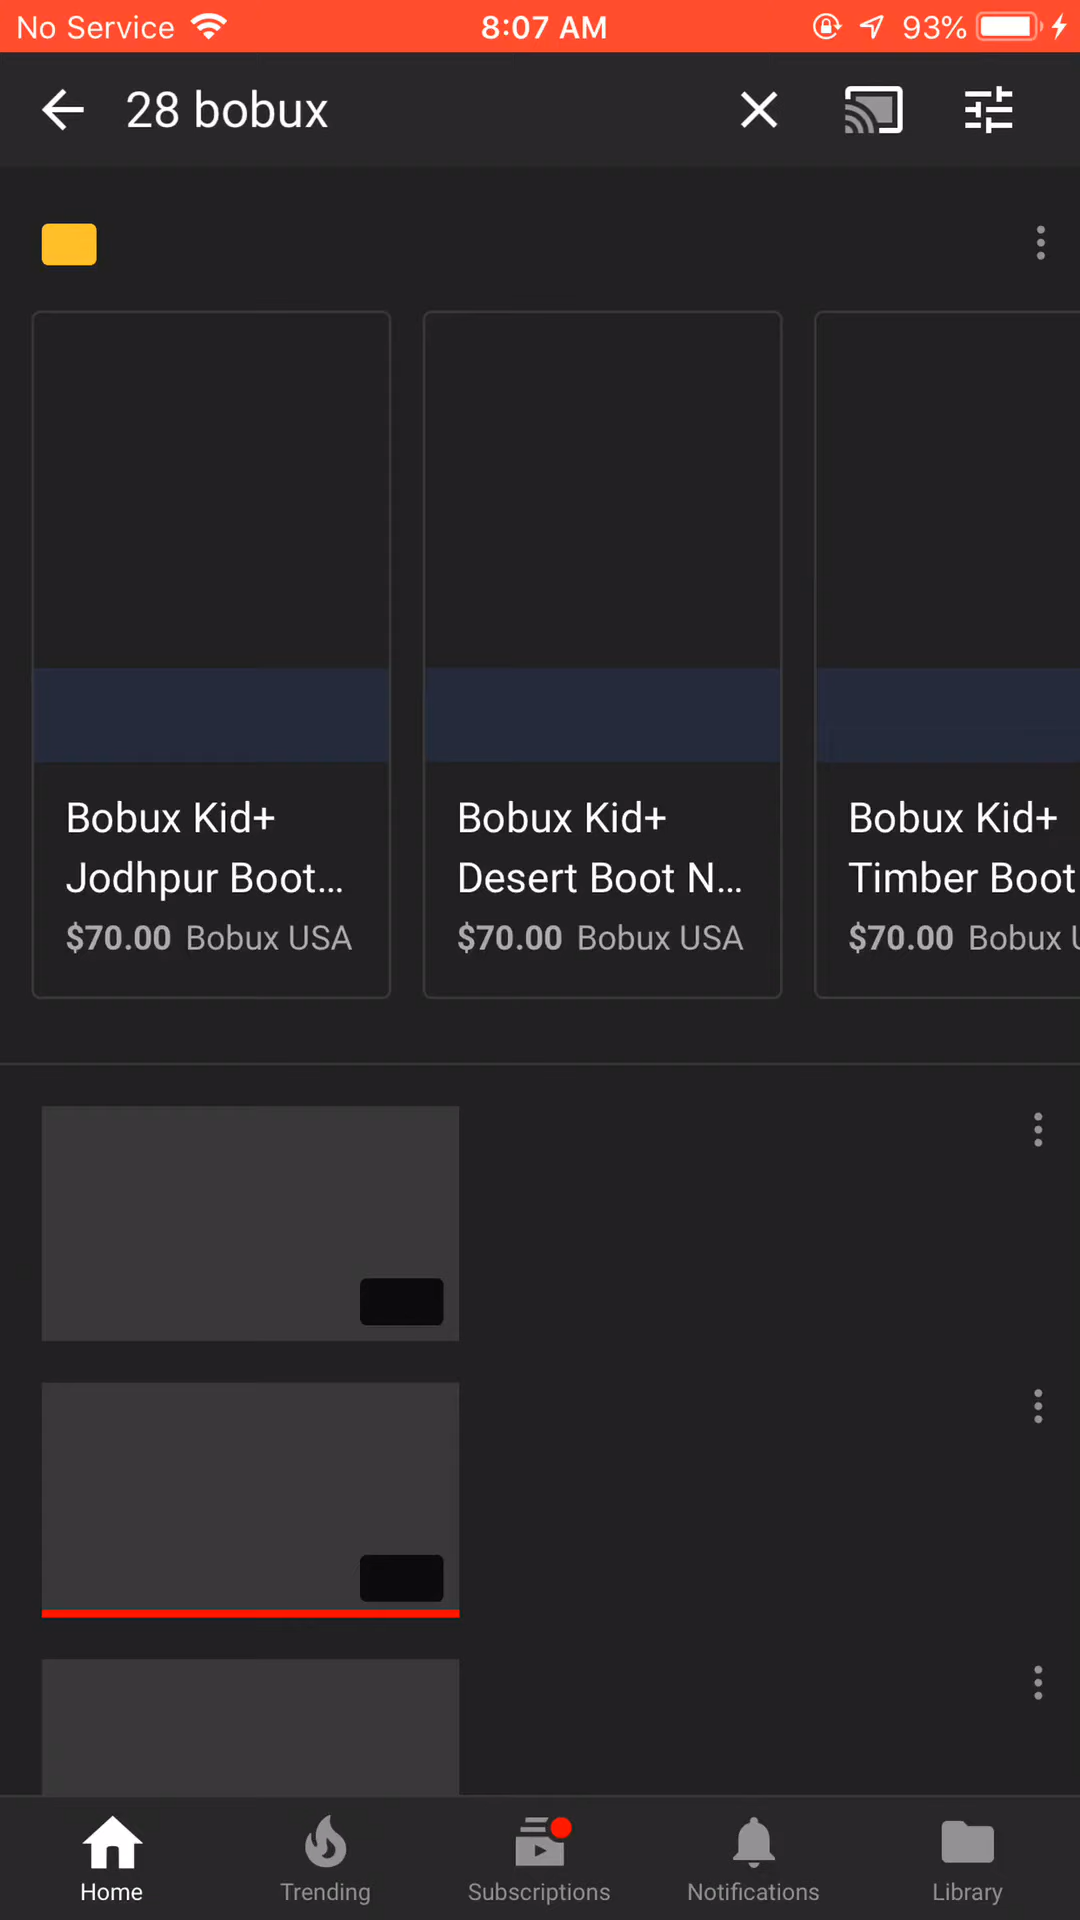 No Service 8:07 AM 93%
28 bobux
Bobux Kid+
Jodhpur Boot...
$70.00 Bobux USA
Bobux Kid+
Desert Boot N...
$70.00 Bobux USA
Bobux Kid+
Timber Boot
$70.00 Bobux U
Home Trending Subscriptions Notifications Library